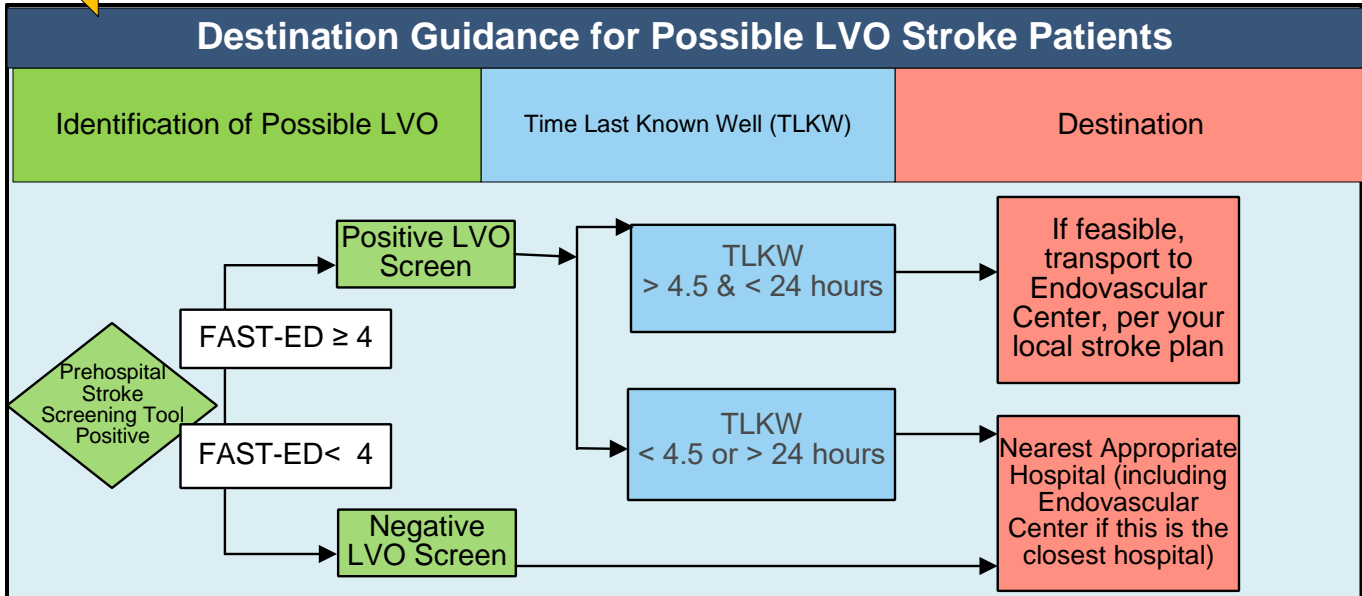 Destination Guidance for Possible LVO Stroke Patients
Identification of Possible LVO
Time Last Known Well (TLKW)
Destination
Prehospital
Stroke
Screening Tool
Positive
FAST-ED ≥ 4
FAST-ED< 4
Positive LVO
Screen
Negative
LVO Screen
TLKW
> 4.5 & < 24 hours
TLKW
< 4.5 or > 24 hours
If feasible,
transport to
Endovascular
Center, per your
local stroke plan
Nearest Appropriate
Hospital (including
Endovascular
Center if this is the
closest hospital)